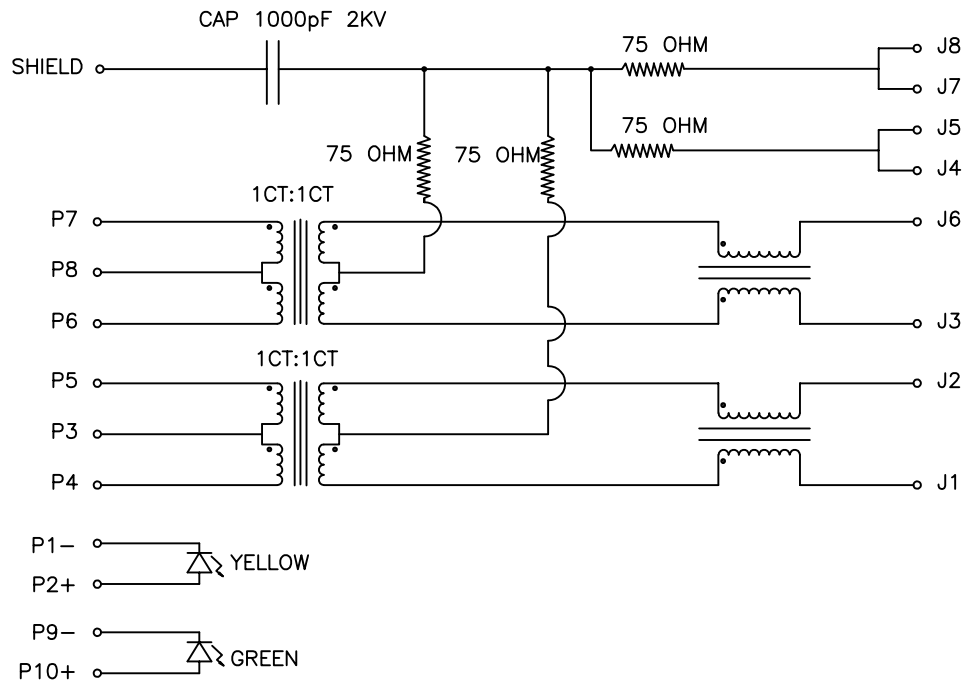 CAP 1000pF 2KV
75 OHM
J8
SHIELD
J7
75 OHM
J5
75 OHM
75 OHM
J4
1CT:1CT
P7
J6
P8
P6
J3
1CT:1CT
P5
J2
P3
P4
J1
P1-
YELLOW
P2+
P9-
GREEN
P10+